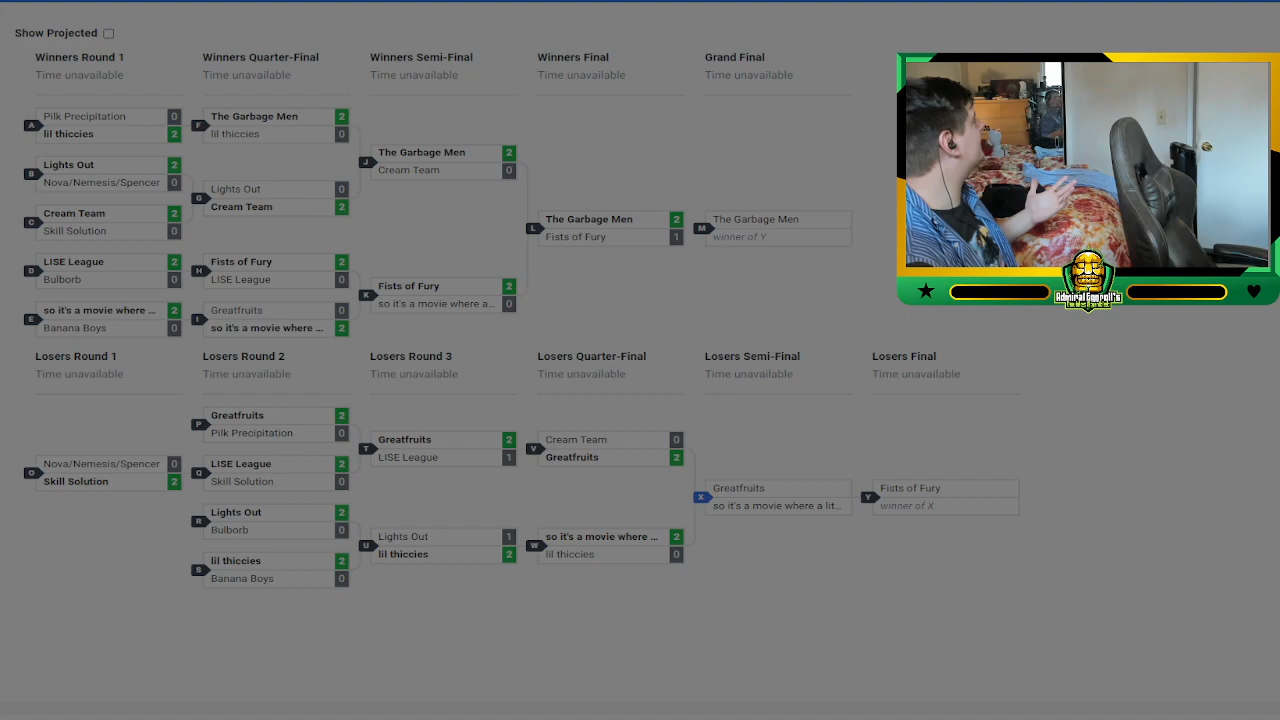 Show Projected
Winners Round 1
Time unavailable
Winners Quarter-Final
Time unavailable
Winners Semi-Final
Time unavailable
Winners Final
Time unavailable
Grand Final
Time unavailable
A
Pilk Precipitation 0
lil thiccies 2
B
Lights Out 2
Nova/Nemesis/Spencer 0
C
Cream Team 2
Skill Solution 0
D
LISE League 2
Bulborb 0
E
so it's a movie where ... 2
Banana Boys 0
F
The Garbage Men 2
lil thiccies 0
G
Lights Out 0
Cream Team 2
H
Fists of Fury 2
LISE League 0
I
Greatfruits 0
so it's a movie where ... 2
J
The Garbage Men 2
Cream Team 0
K
Fists of Fury 2
so it's a movie where a... 0
L
The Garbage Men 2
Fists of Fury 1
M
The Garbage Men
winner of Y
Losers Round 1
Time unavailable
Losers Round 2
Time unavailable
Losers Round 3
Time unavailable
Losers Quarter-Final
Time unavailable
Losers Semi-Final
Time unavailable
Losers Final
Time unavailable
O
Nova/Nemesis/Spencer 0
Skill Solution 2
P
Greatfruits 2
Pilk Precipitation 0
Q
LISE League 2
Skill Solution 0
R
Lights Out 2
Bulborb 0
S
lil thiccies 2
Banana Boys 0
T
Greatfruits 2
LISE League 1
U
Lights Out 1
lil thiccies 2
V
Cream Team 0
Greatfruits 2
W
so it's a movie where ... 2
lil thiccies 0
X
Greatfruits
so it's a movie where a lit...
Y
Fists of Fury
winner of X